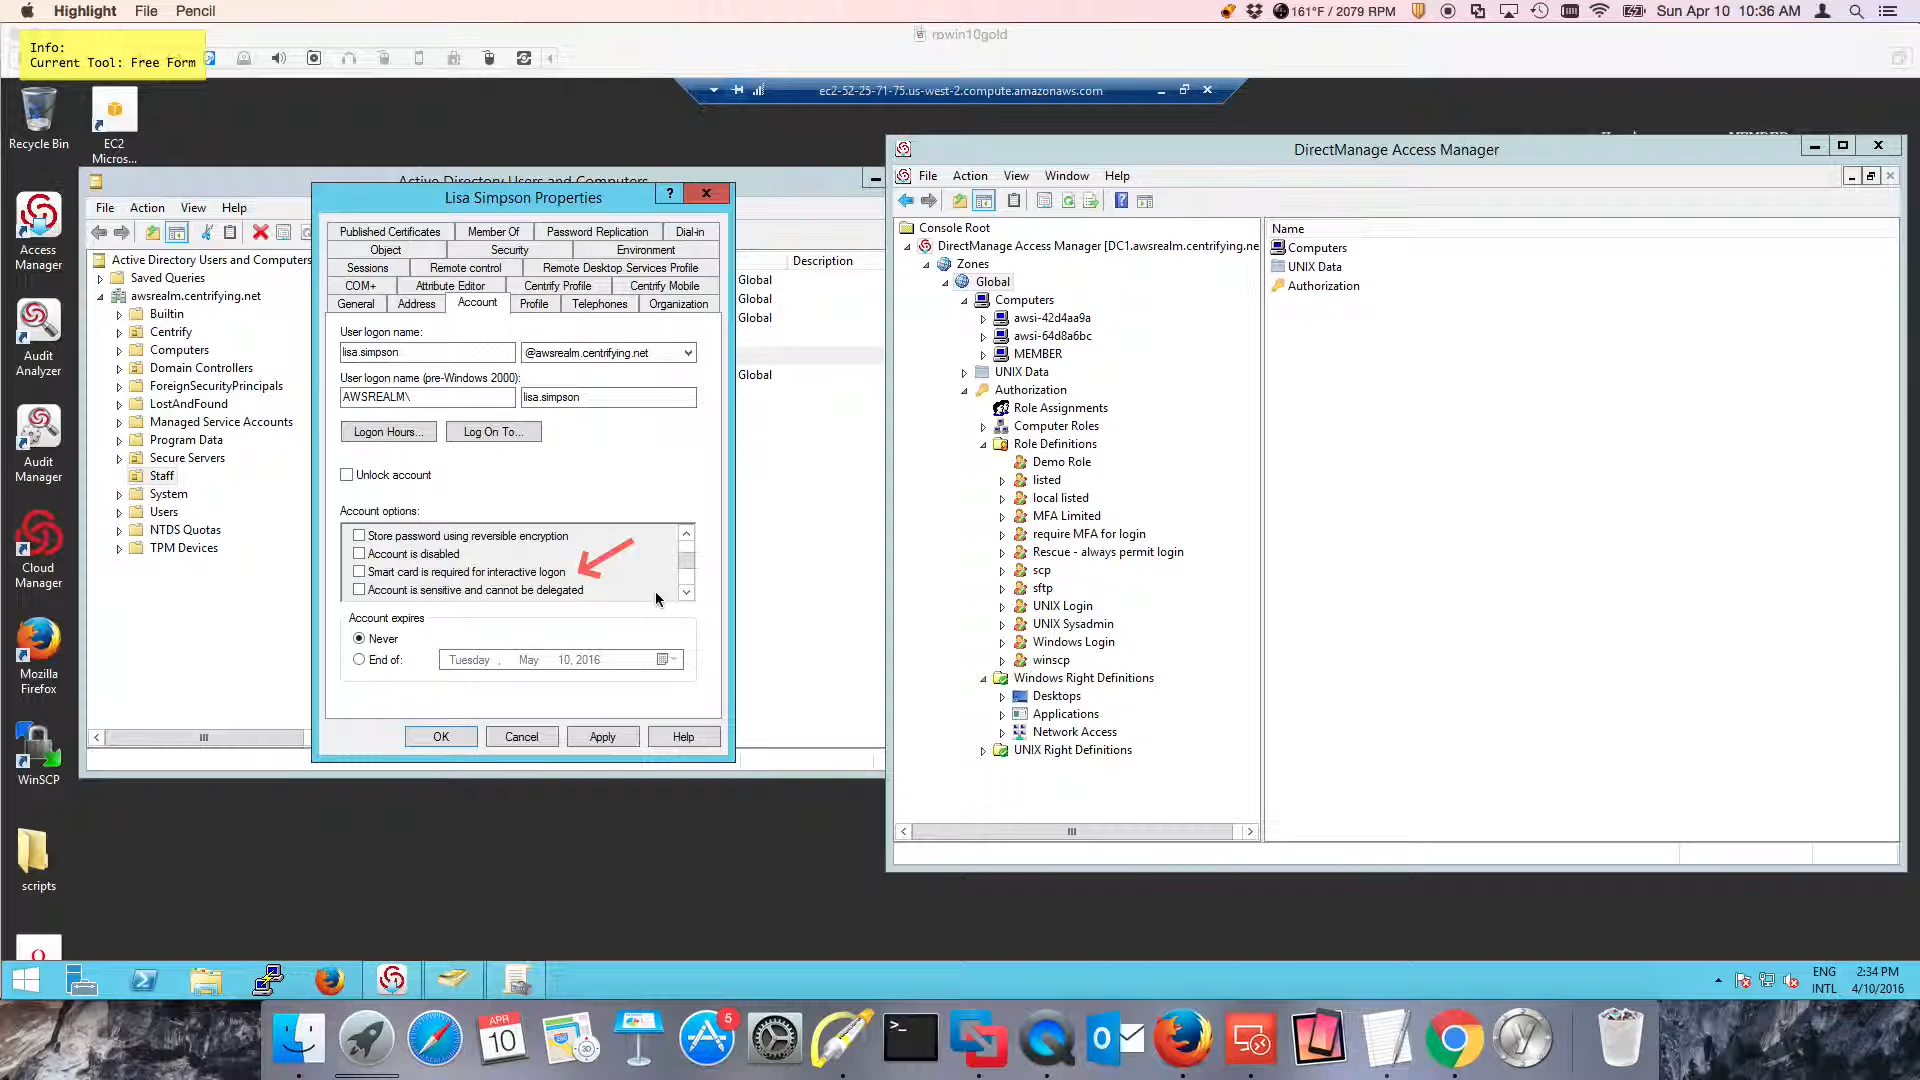 Highlight File Pencil
161°F / 2079 RPM Sun Apr 10 10:36 AM
rpwin10gold
Info:
Current Tool: Free Form
ec2-52-25-71-75.us-west-2.compute.amazonaws.com
Recycle Bin
EC2
Micros...
Access
Manager
Audit
Analyzer
Audit
Manager
Cloud
Manager
Mozilla
Firefox
WinSCP
scripts
Active Directory Users and Computers
File Action View Help
Active Directory Users and Computers
Saved Queries
awsrealm.centrifying.net
Builtin
Centrify
Computers
Domain Controllers
ForeignSecurityPrincipals
LostAndFound
Managed Service Accounts
Program Data
Secure Servers
Staff
System
Users
NTDS Quotas
TPM Devices
Description
Global
Global
Global
Global
Lisa Simpson Properties
? X
Published Certificates Member Of Password Replication Dial-in
Object Security Environment
Sessions Remote control Remote Desktop Services Profile
COM+ Attribute Editor Centrify Profile Centrify Mobile
General Address Account Profile Telephones Organization
User logon name:
lisa.simpson @awsrealm.centrifying.net
User logon name (pre-Windows 2000):
AWSREALM\ lisa.simpson
Logon Hours... Log On To...
Unlock account
Account options:
Store password using reversible encryption
Account is disabled
Smart card is required for interactive logon
Account is sensitive and cannot be delegated
Account expires
Never
End of: Tuesday , May 10, 2016
OK Cancel Apply Help
DirectManage Access Manager
File Action View Window Help
Console Root
DirectManage Access Manager [DC1.awsrealm.centrifying.ne
Zones
Global
Computers
awsi-42d4aa9a
awsi-64d8a6bc
MEMBER
UNIX Data
Authorization
Role Assignments
Computer Roles
Role Definitions
Demo Role
listed
local listed
MFA Limited
require MFA for login
Rescue - always permit login
scp
sftp
UNIX Login
UNIX Sysadmin
Windows Login
winscp
Windows Right Definitions
Desktops
Applications
Network Access
UNIX Right Definitions
Name
Computers
UNIX Data
Authorization
ENG 2:34 PM
INTL 4/10/2016
APR
10
3D
5